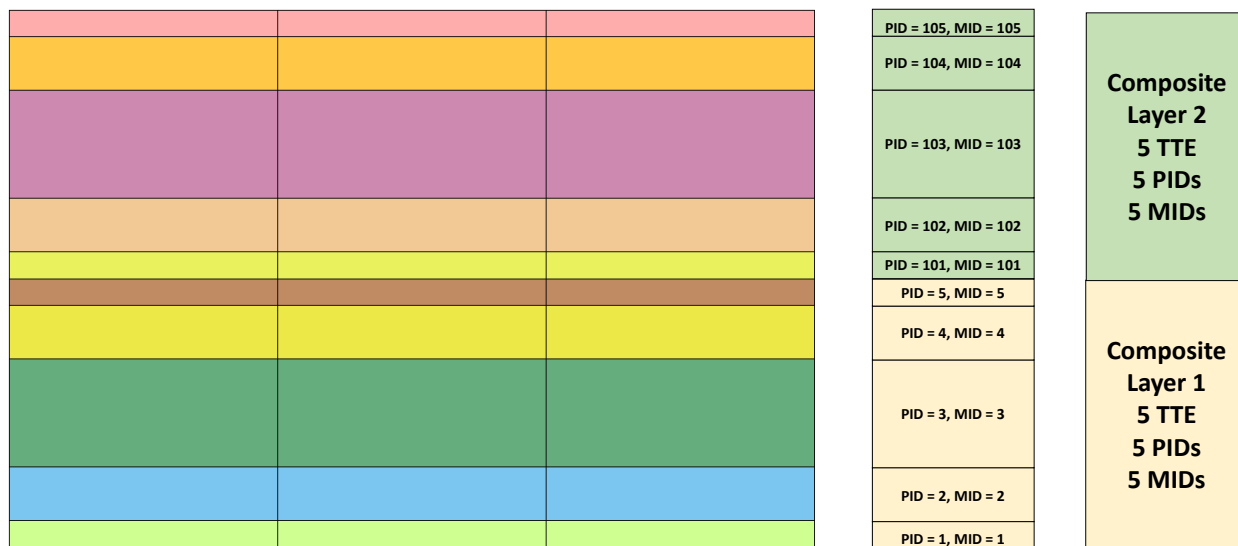 PID = 105, MID = 105
PID = 104, MID = 104
PID = 103, MID = 103
PID = 102, MID = 102
PID = 101, MID = 101
PID = 5, MID = 5
PID = 4, MID = 4
PID = 3, MID = 3
PID = 2, MID = 2
PID = 1, MID = 1
Composite
Layer 2
5 TTE
5 PIDs
5 MIDs
Composite
Layer 1
5 TTE
5 PIDs
5 MIDs